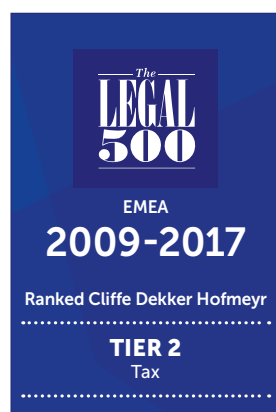 The
LEGAL
500
EMEA
2009-2017
Ranked Cliffe Dekker Hofmeyr
TIER 2
Tax